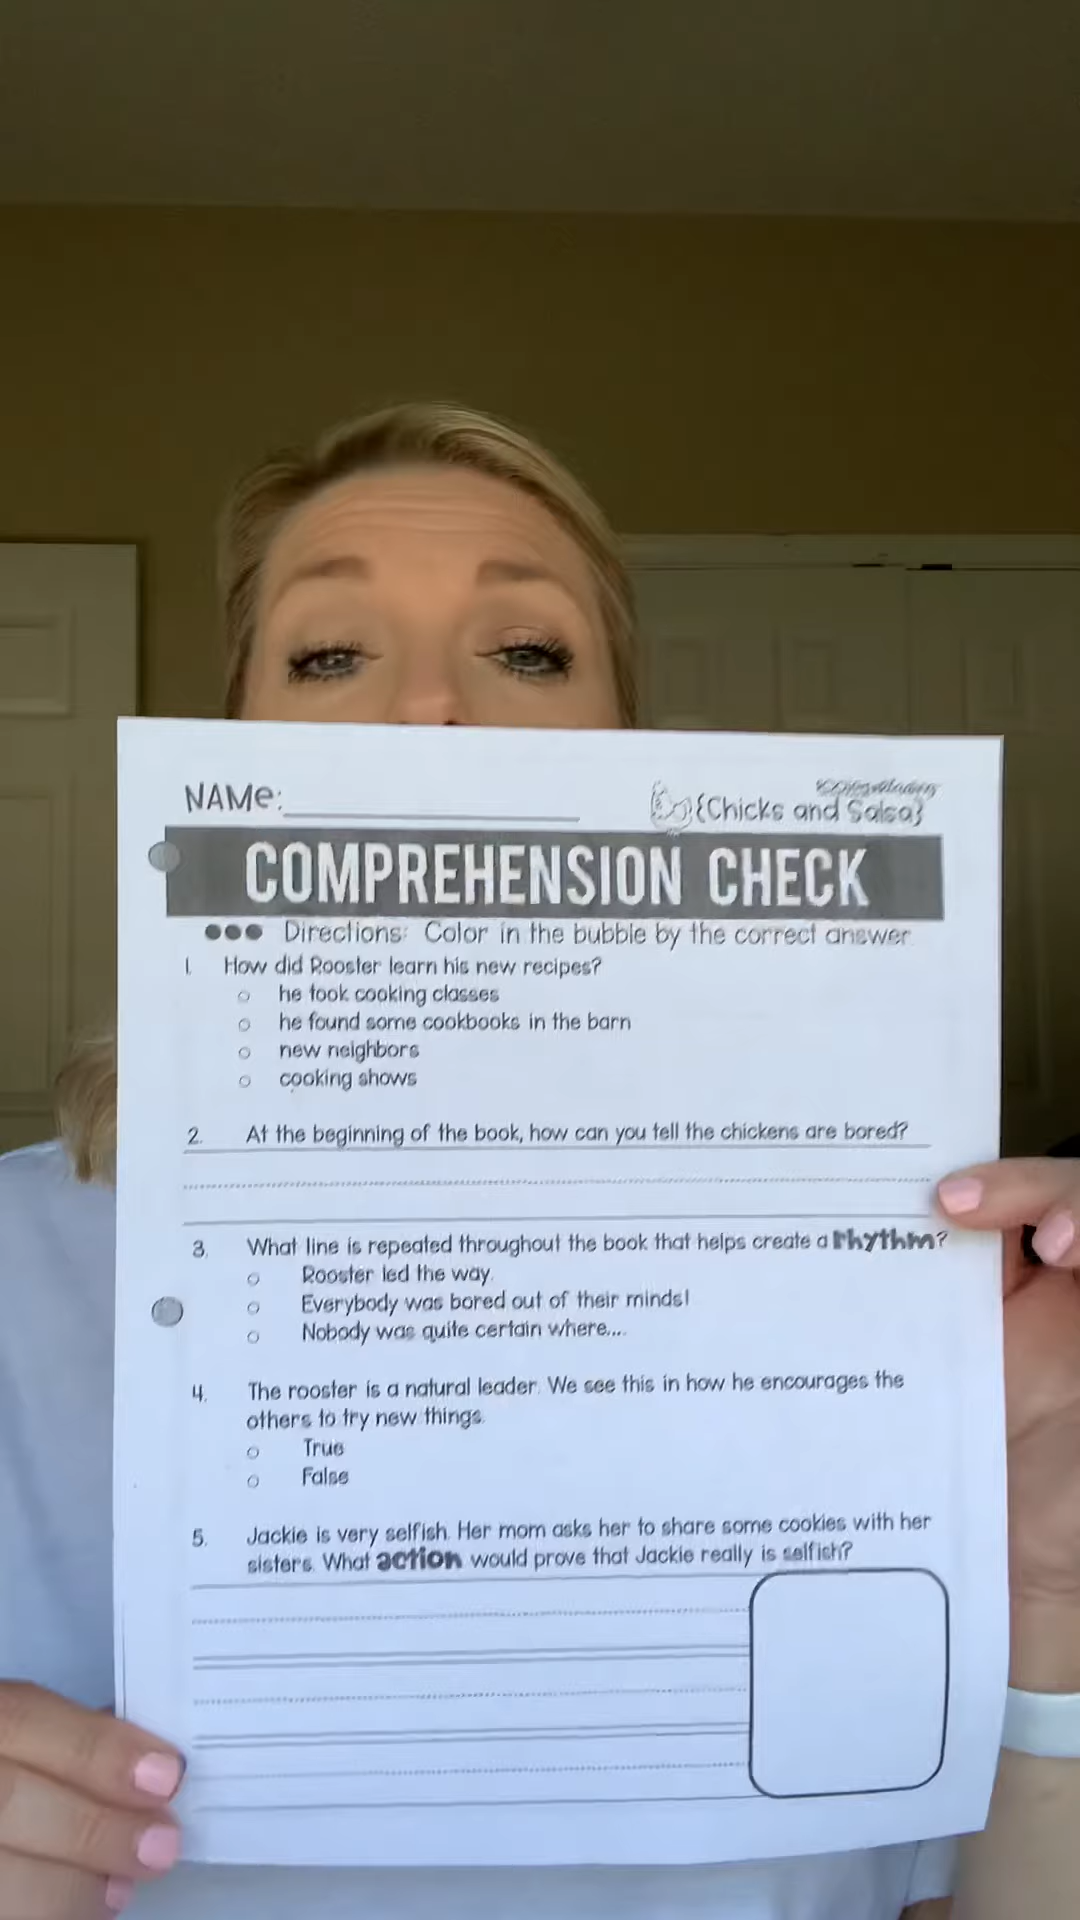 NAMe:
{Chicks and Salsa}
COMPREHENSION CHECK
Directions: Color in the bubble by the correct answer.
1. How did Rooster learn his new recipes?
he took cooking classes
he found some cookbooks in the barn
new neighbors
cooking shows
2. At the beginning of the book, how can you tell the chickens are bored?
3. What line is repeated throughout the book that helps create a rhythm?
Rooster led the way.
Everybody was bored out of their minds!
Nobody was quite certain where....
4. The rooster is a natural leader. We see this in how he encourages the
others to try new things.
True
False
5. Jackie is very selfish. Her mom asks her to share some cookies with her
sisters. What action would prove that Jackie really is selfish?